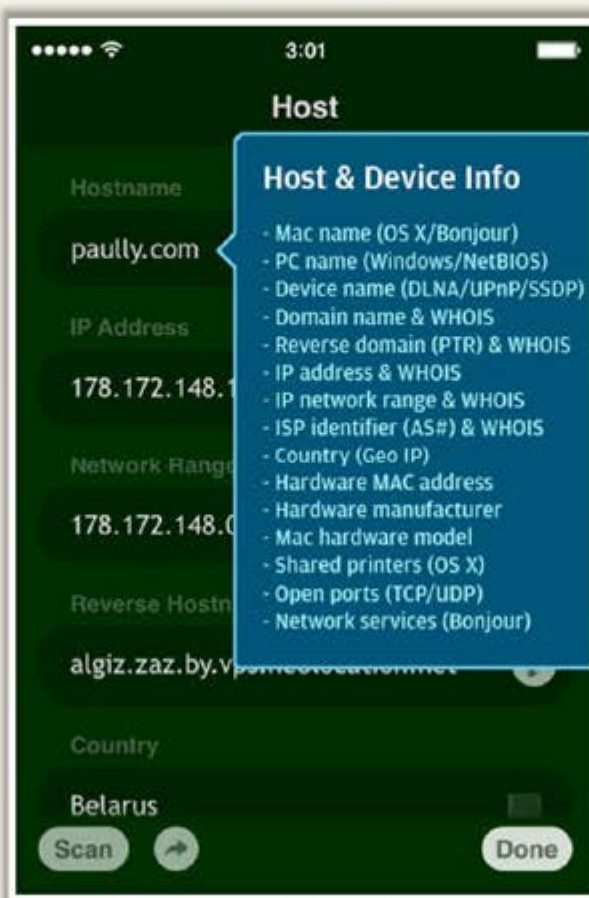 3:01
Host
Hostname
paully.com
IP Address
178.172.148.1
Network Range
178.172.148.0
Reverse Hostn
algiz.zaz.by.v
Country
Belarus
Scan
Done
Host & Device Info
- Mac name (OS X/Bonjour)
- PC name (Windows/NetBIOS)
- Device name (DLNA/UPnP/SSDP)
- Domain name & WHOIS
- Reverse domain (PTR) & WHOIS
- IP address & WHOIS
- IP network range & WHOIS
- ISP identifier (AS#) & WHOIS
- Country (Geo IP)
- Hardware MAC address
- Hardware manufacturer
- Mac hardware model
- Shared printers (OS X)
- Open ports (TCP/UDP)
- Network services (Bonjour)